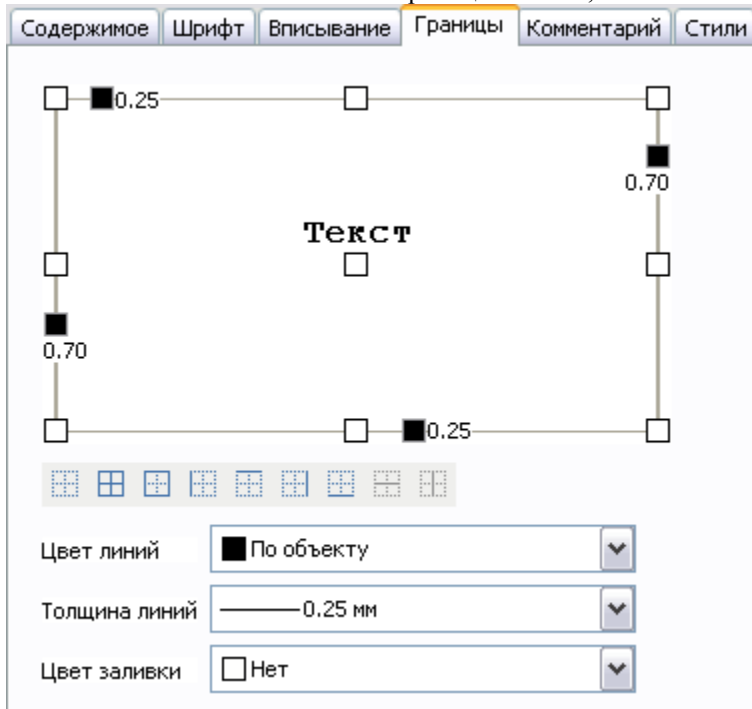 Содержимое Шрифт Вписывание Границы Комментарий Стили
0.25
0.70
Текст
0.70
0.25
Цвет линий По объекту
Толщина линий 0.25 мм
Цвет заливки Нет